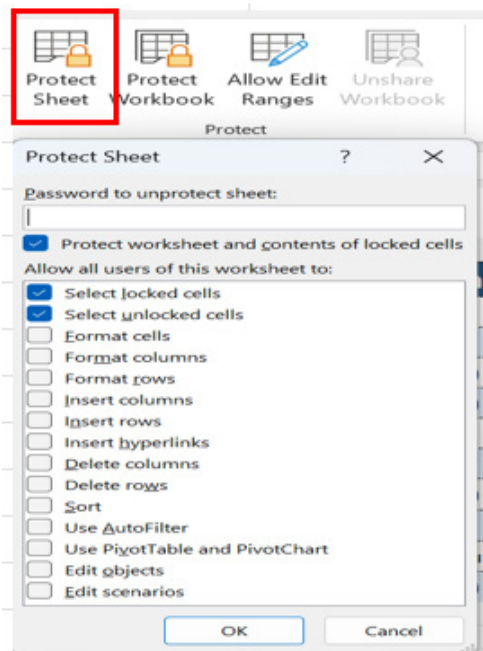 Protect Protect Allow Edit Unshare
Sheet Workbook Ranges Workbook
Protect
Protect Sheet ? ×
Password to unprotect sheet:
Protect worksheet and contents of locked cells
Allow all users of this worksheet to:
Select locked cells
Select unlocked cells
Format cells
Format columns
Format rows
Insert columns
Insert rows
Insert hyperlinks
Delete columns
Delete rows
Sort
Use AutoFilter
Use PivotTable and PivotChart
Edit objects
Edit scenarios
OK Cancel